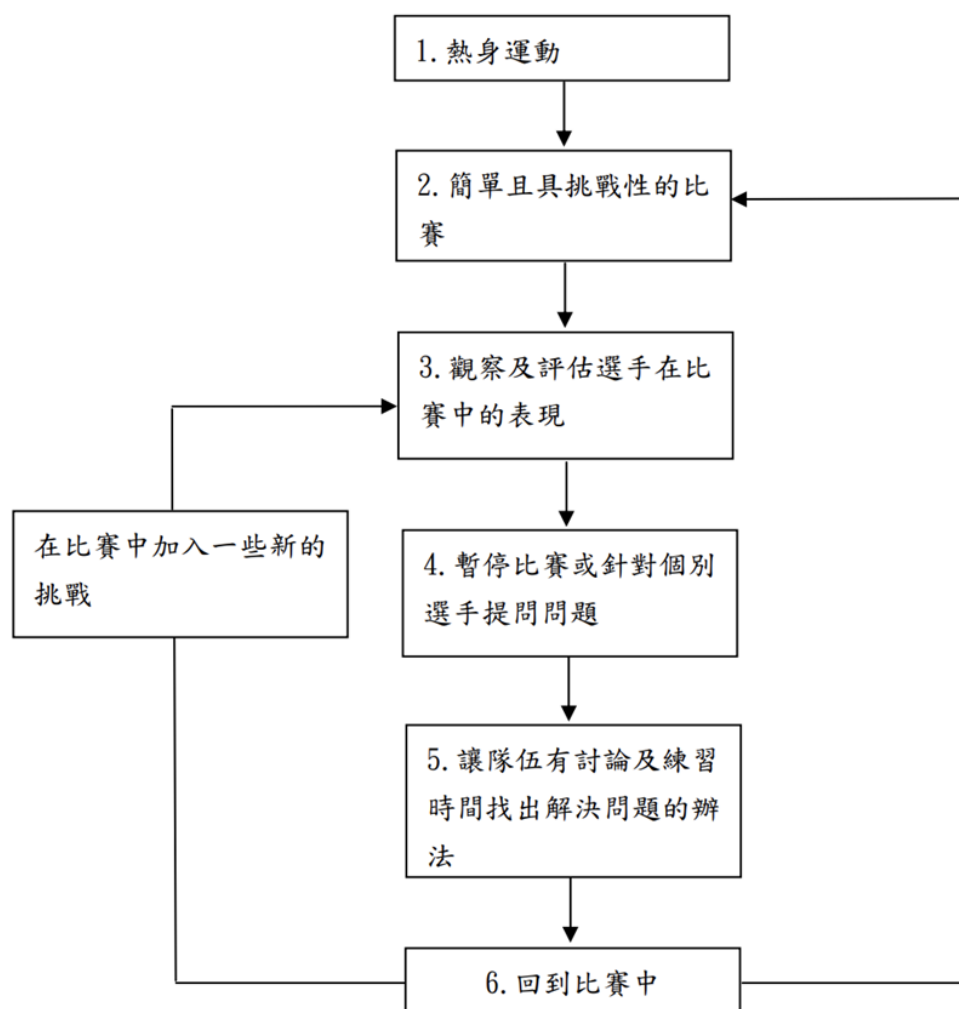 1.熱身運動
2.簡單且具挑戰性的比
賽
3.觀察及評估選手在比
賽中的表現
在比賽中加入一些新的
挑戰
4.暫停比賽或針對個別
選手提問問題
5.讓隊伍有討論及練習
時間找出解決問題的辦
法
6.回到比賽中